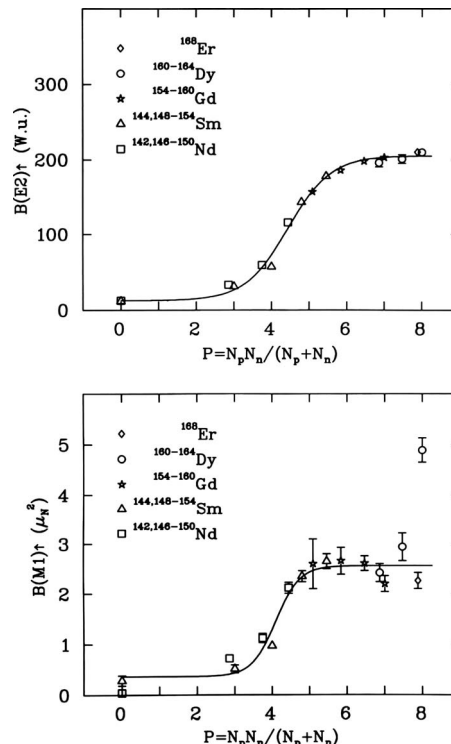 ¹⁶⁸Er
¹⁶⁰⁻¹⁶⁴Dy
¹⁵⁴⁻¹⁶⁰Gd
¹⁴⁴,¹⁴⁸⁻¹⁵⁴Sm
¹⁴²,¹⁴⁶⁻¹⁵⁰Nd
B(E2)↑ (W.u.)
300
200
100
0
0 2 4 6 8
P=NₚNₙ/(Nₚ+Nₙ)
¹⁶⁸Er
¹⁶⁰⁻¹⁶⁴Dy
¹⁵⁴⁻¹⁶⁰Gd
¹⁴⁴,¹⁴⁸⁻¹⁵⁴Sm
¹⁴²,¹⁴⁶⁻¹⁵⁰Nd
B(M1)↑ (μ_N²)
5
4
3
2
1
0
0 2 4 6 8
P=NₚNₙ/(Nₚ+Nₙ)